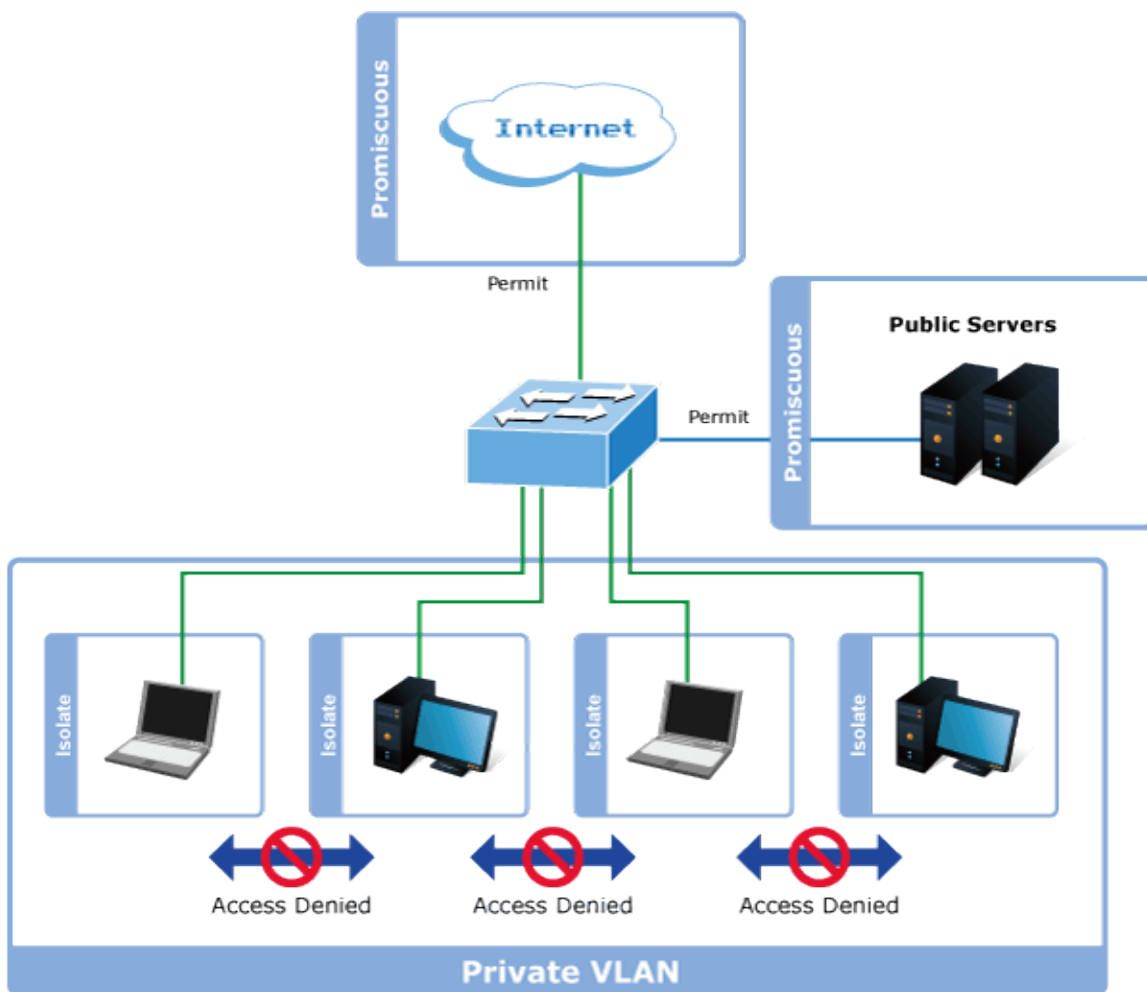 Promiscuous
Internet
Permit
Promiscuous
Public Servers
Permit
Isolate
Isolate
Isolate
Isolate
Access Denied
Access Denied
Access Denied
Private VLAN